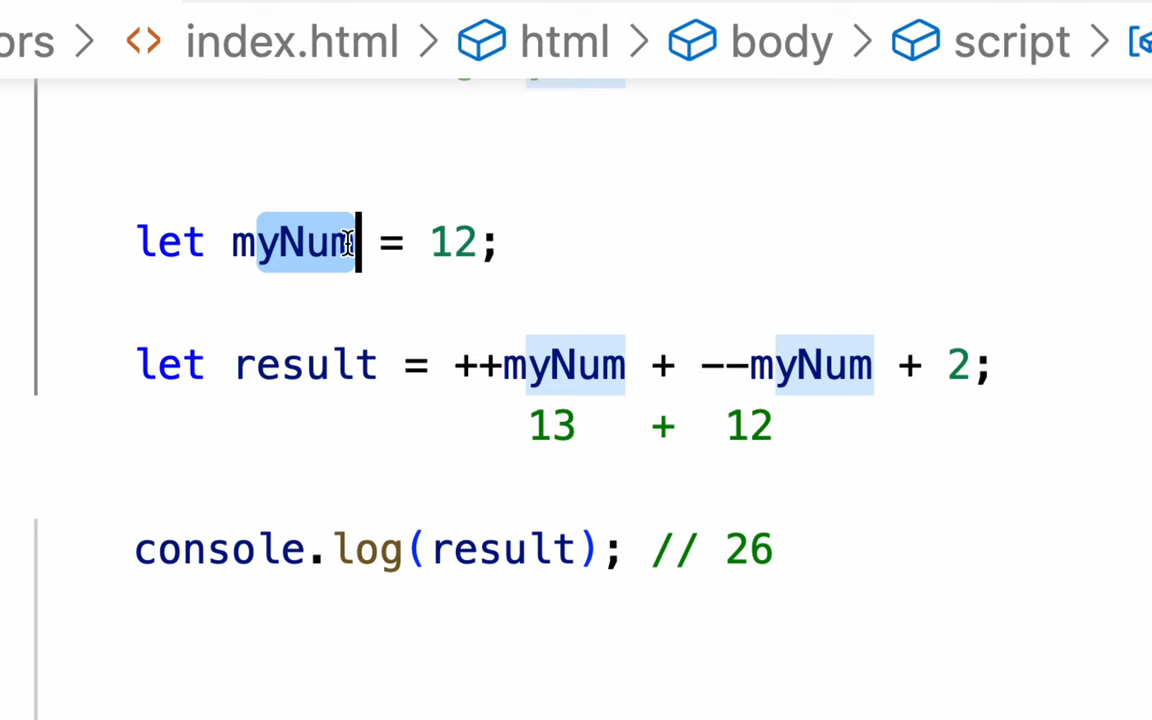 ors > <> index.html > html > body > script >
let myNum = 12;
let result = ++myNum + --myNum + 2;
13 + 12
console.log(result); // 26